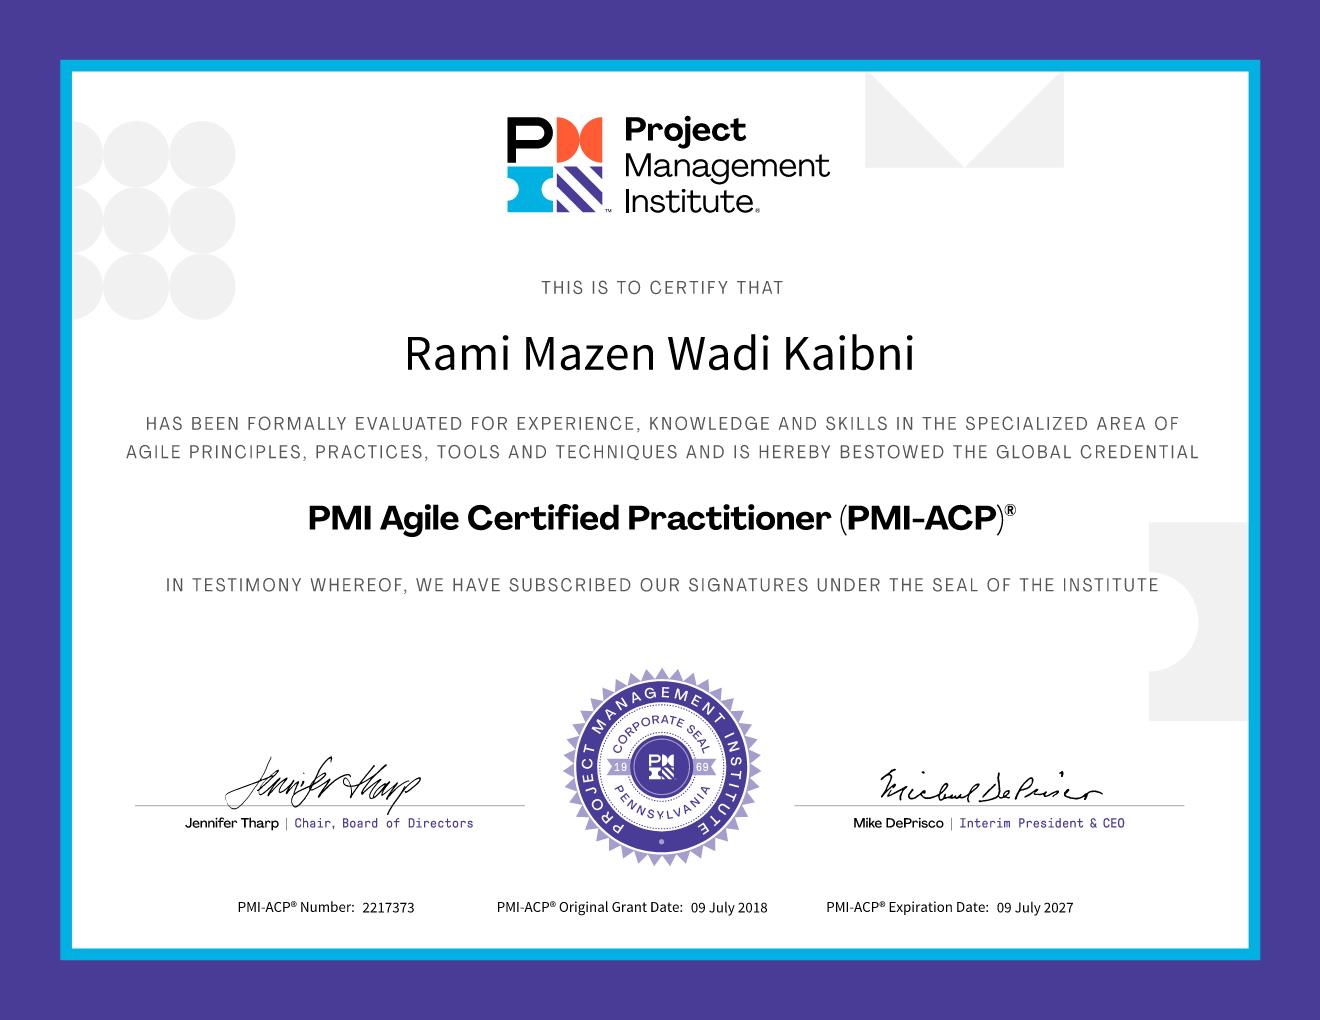 Project
Management
Institute®
™
THIS IS TO CERTIFY THAT
Rami Mazen Wadi Kaibni
HAS BEEN FORMALLY EVALUATED FOR EXPERIENCE, KNOWLEDGE AND SKILLS IN THE SPECIALIZED AREA OF
AGILE PRINCIPLES, PRACTICES, TOOLS AND TECHNIQUES AND IS HEREBY BESTOWED THE GLOBAL CREDENTIAL
PMI Agile Certified Practitioner (PMI-ACP)®
IN TESTIMONY WHEREOF, WE HAVE SUBSCRIBED OUR SIGNATURES UNDER THE SEAL OF THE INSTITUTE
PROJECT MANAGEMENT INSTITUTE
CORPORATE SEAL
19 69
PENNSYLVANIA
Jennifer Tharp
Jennifer Tharp | Chair, Board of Directors
Michael DePrisco
Mike DePrisco | Interim President & CEO
PMI-ACP® Number: 2217373
PMI-ACP® Original Grant Date: 09 July 2018
PMI-ACP® Expiration Date: 09 July 2027